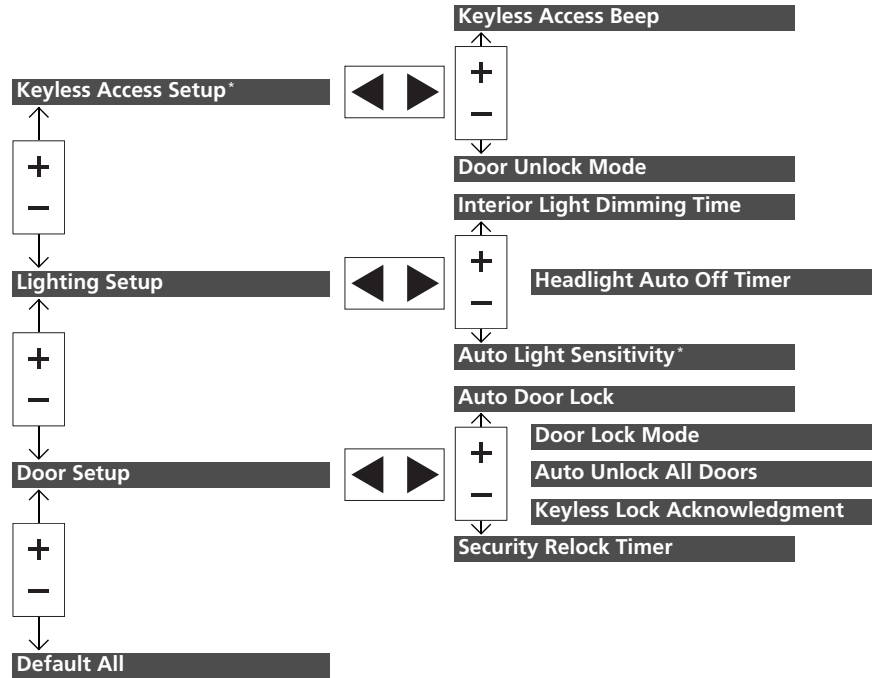 Keyless Access Beep
+
−
Keyless Access Setup*
Door Unlock Mode
+
−
Interior Light Dimming Time
+
−
Headlight Auto Off Timer
Lighting Setup
Auto Light Sensitivity*
+
−
Auto Door Lock
+
−
Door Lock Mode
Auto Unlock All Doors
Keyless Lock Acknowledgment
Door Setup
Security Relock Timer
+
−
Default All